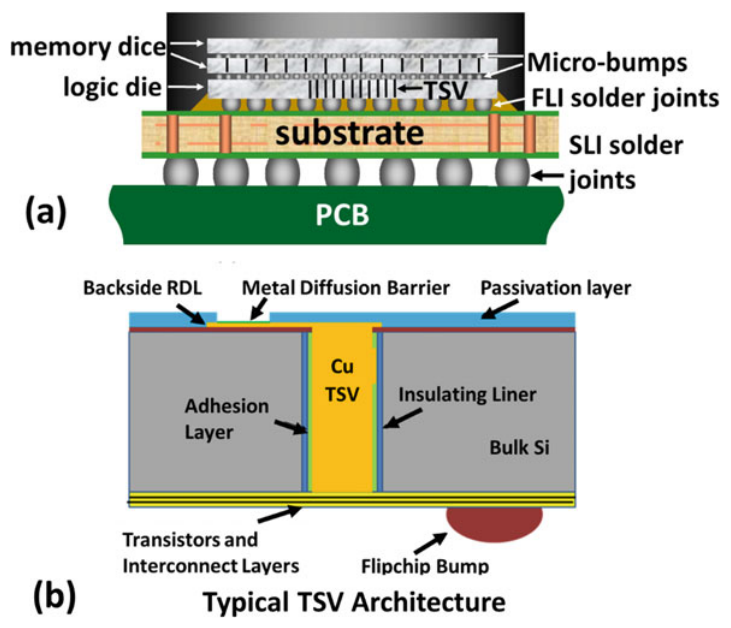 (a)
memory dice
logic die
Micro-bumps
TSV
FLI solder joints
substrate
SLI solder
joints
PCB
Backside RDL
Metal Diffusion Barrier
Passivation layer
Cu
TSV
Adhesion
Layer
Insulating Liner
Bulk Si
Transistors and
Interconnect Layers
Flipchip Bump
(b)
Typical TSV Architecture